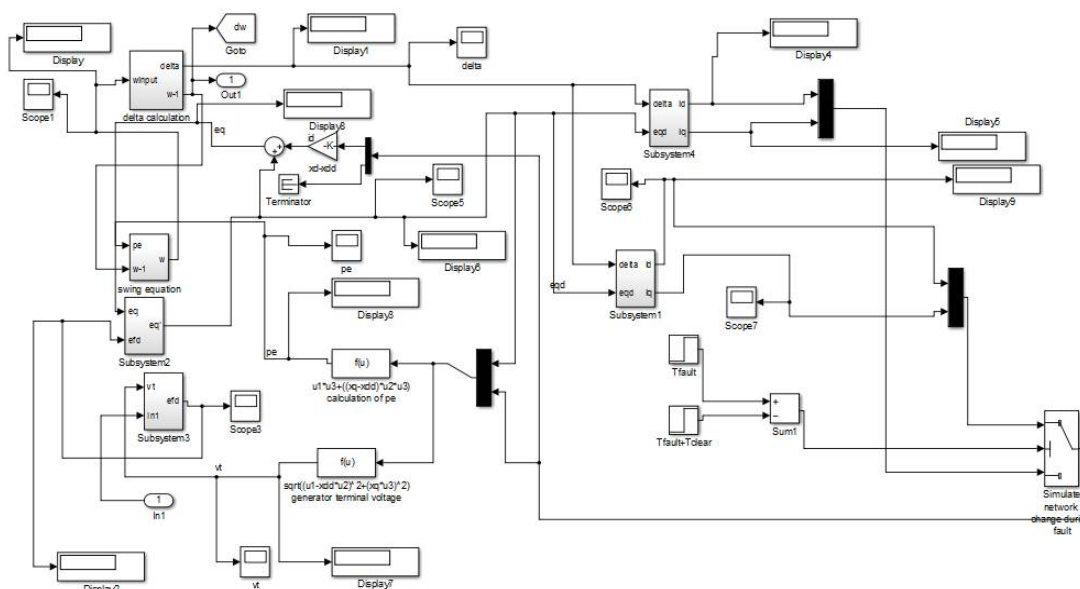 Display
dw
Goto
Display1
delta
Display4
delta
winput
w-1
delta calculation
1
Out1
Scope1
Display8
eq
id
-K-
xd-xdd
Terminator
Scope5
delta Id
eqd Iq
Subsystem4
Display5
Display9
Scope6
pe
w
w-1
swing equation
pe
Display6
delta Id
eqd Iq
Subsystem1
eqd
Scope7
eq
eq'
efd
Subsystem2
Display3
pe
f(u)
u1*u3+((xq-xdd)*u2*u3)
calculation of pe
Tfault
vt
efd
In1
Subsystem3
Scope3
Tfault+Tclear
+
−
Sum1
vt
f(u)
sqrt((u1-xdd*u2)^2+(xq*u3)^2)
generator terminal voltage
1
In1
Simulate
network
change duri
fault
vt
Display7